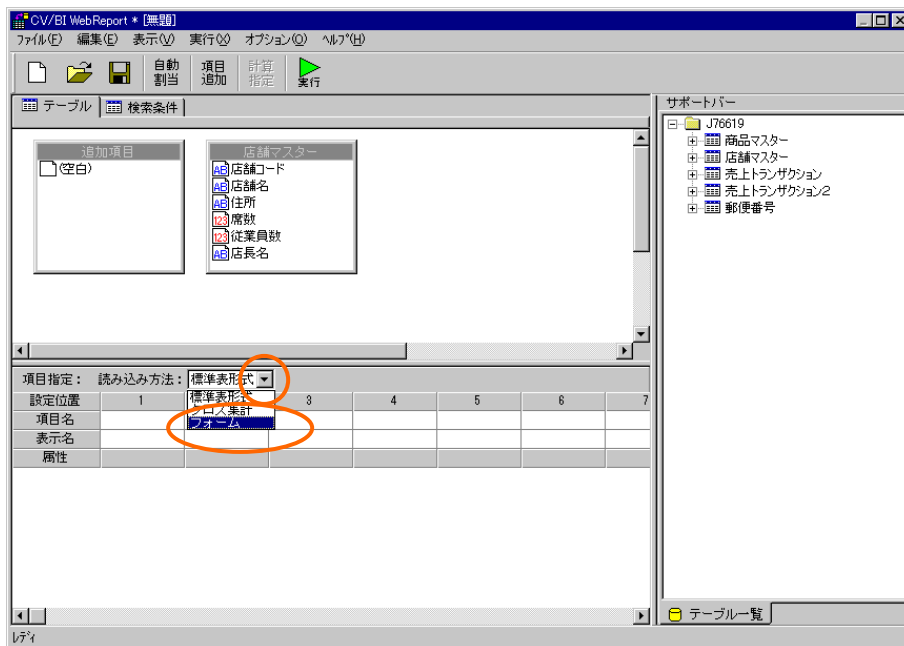 CV/BI WebReport * [無題]
ファイル(F) 編集(E) 表示(V) 実行(X) オプション(O) ヘルプ(H)
自動割当 項目追加 計算指定 実行
テーブル 検索条件
追加項目
(空白)
店舗マスター
店舗コード
店舗名
住所
席数
従業員数
店長名
項目指定： 読み込み方法： 標準表形式
標準表形式
クロス集計
フォーム
設定位置 1 3 4 5 6 7
項目名
表示名
属性
サポートバー
J76619
商品マスター
店舗マスター
売上トランザクション
売上トランザクション2
郵便番号
テーブル一覧
レディ